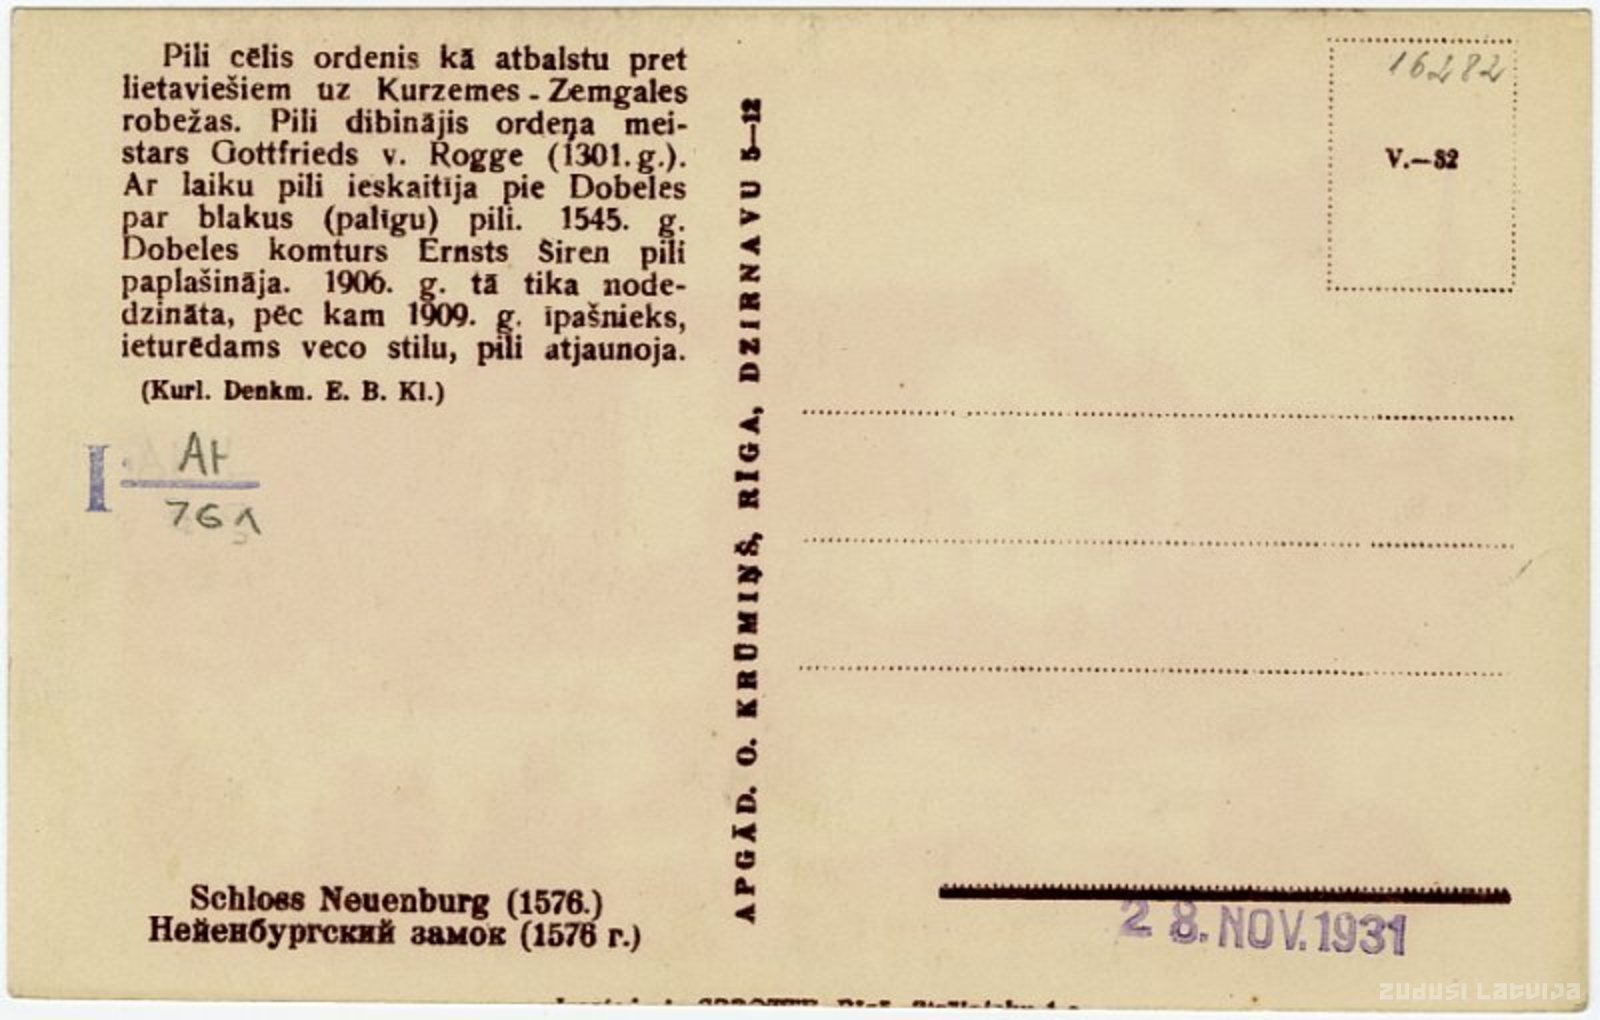 Pili cēlis ordenis kā atbalstu pret
lietaviešiem uz Kurzemes - Zemgales
robežas. Pili dibinājis ordeņa mei-
stars Gottfrieds v. Rogge (1301. g.).
Ar laiku pili ieskaitīja pie Dobeles
par blakus (palīgu) pili. 1545. g.
Dobeles komturs Ernsts Siren pili
paplašināja. 1906. g. tā tika node-
dzināta, pēc kam 1909. g. īpašnieks,
ieturēdams veco stilu, pili atjaunoja.
(Kurl. Denkm. E. B. Kl.)
I
761
Schloss Neuenburg (1576.)
Нейенбургский замок (1576 г.)
APGĀD. O. KRŪMIŅŠ, RĪGA, DZIRNAVU 5—12
16282
V.—32
28. NOV. 1931
ZUDUSI LATVIJA